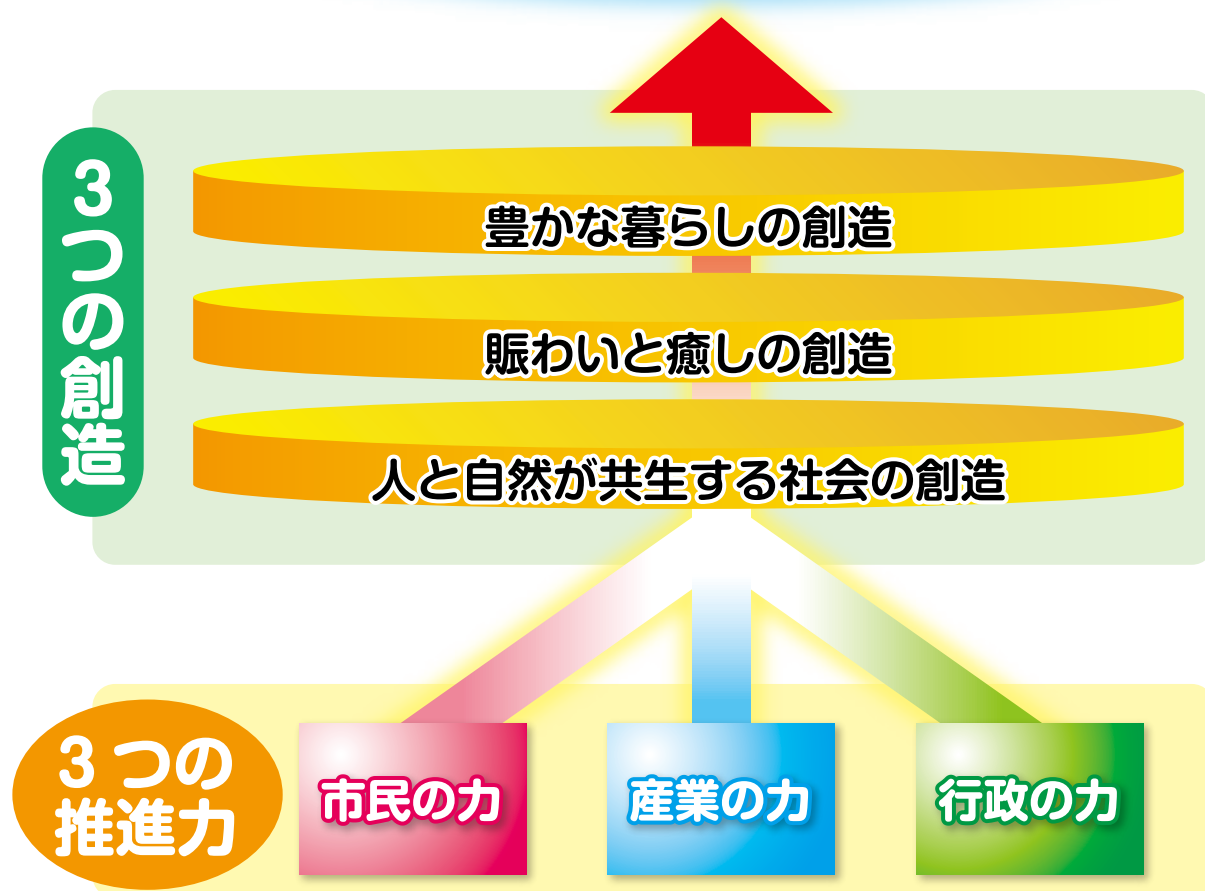 3つの創造
豊かな暮らしの創造
賑わいと癒しの創造
人と自然が共生する社会の創造
3つの
推進力
市民の力
産業の力
行政の力